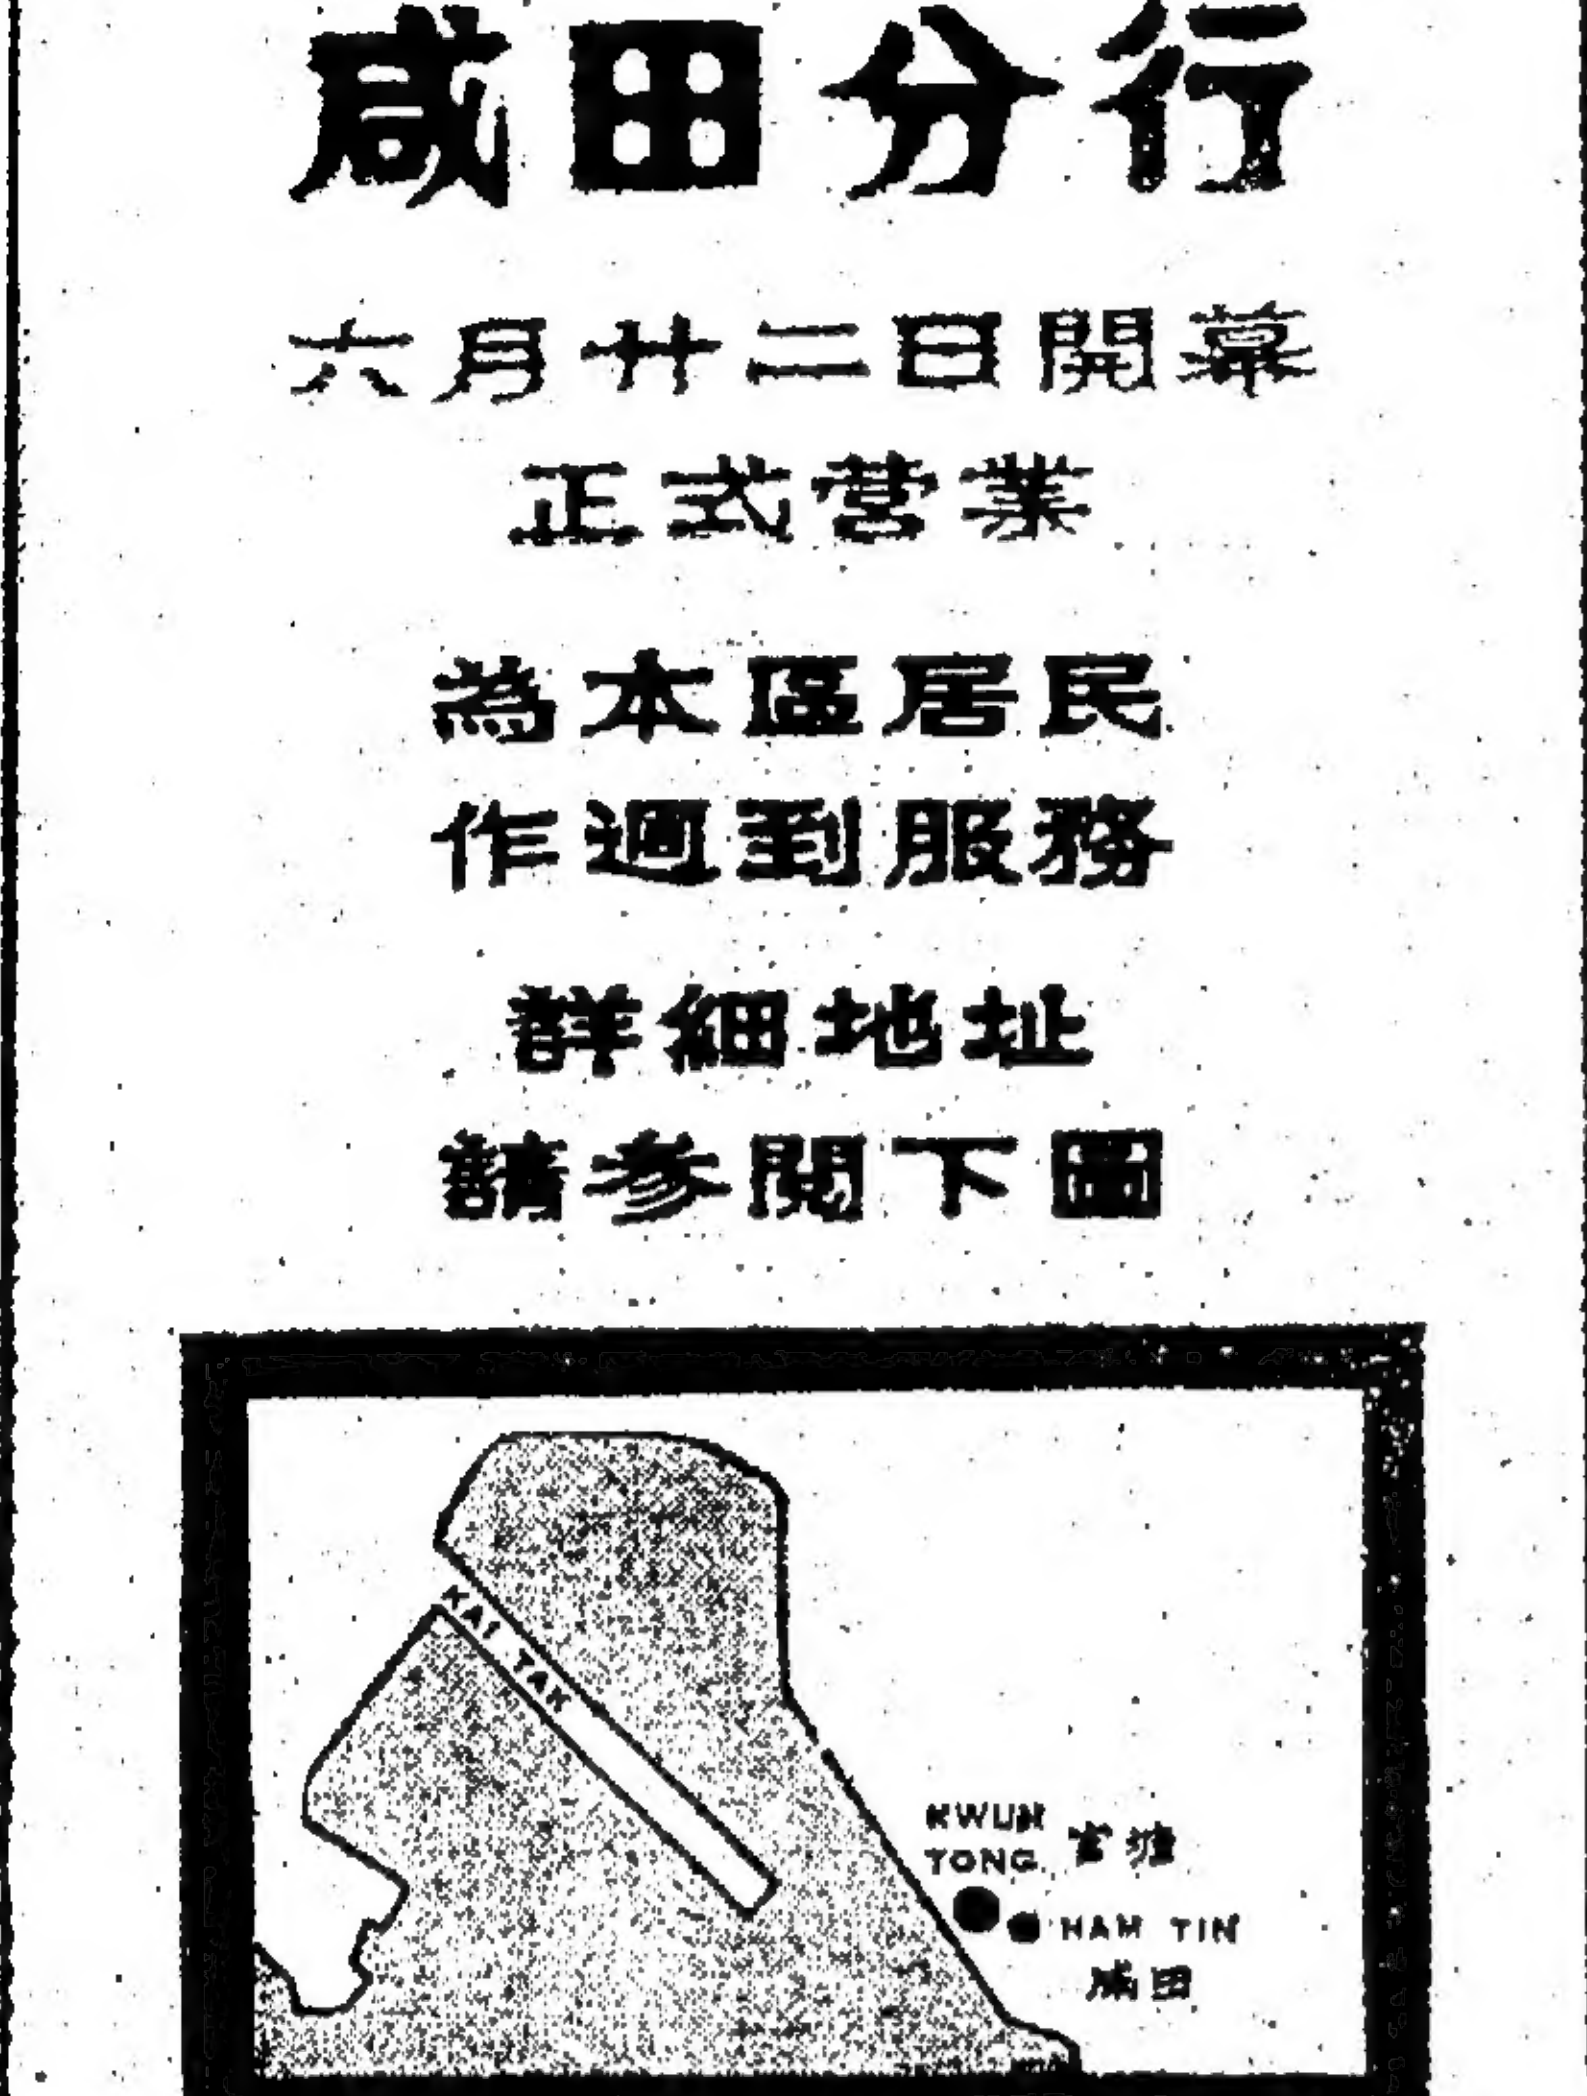 咸田分行
六月廿二日開幕
正式营業
為本區居民
作週到服務
詳細地址
請参閱下圖
KAI TAK
KWUN
TONG
官塘
HAM TIN
咸田